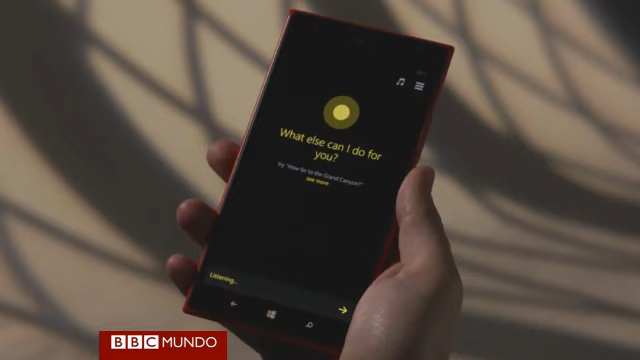 What else can I do for
you?
try "How far to the Grand Canyon?"
see more
Listening...
BBC MUNDO